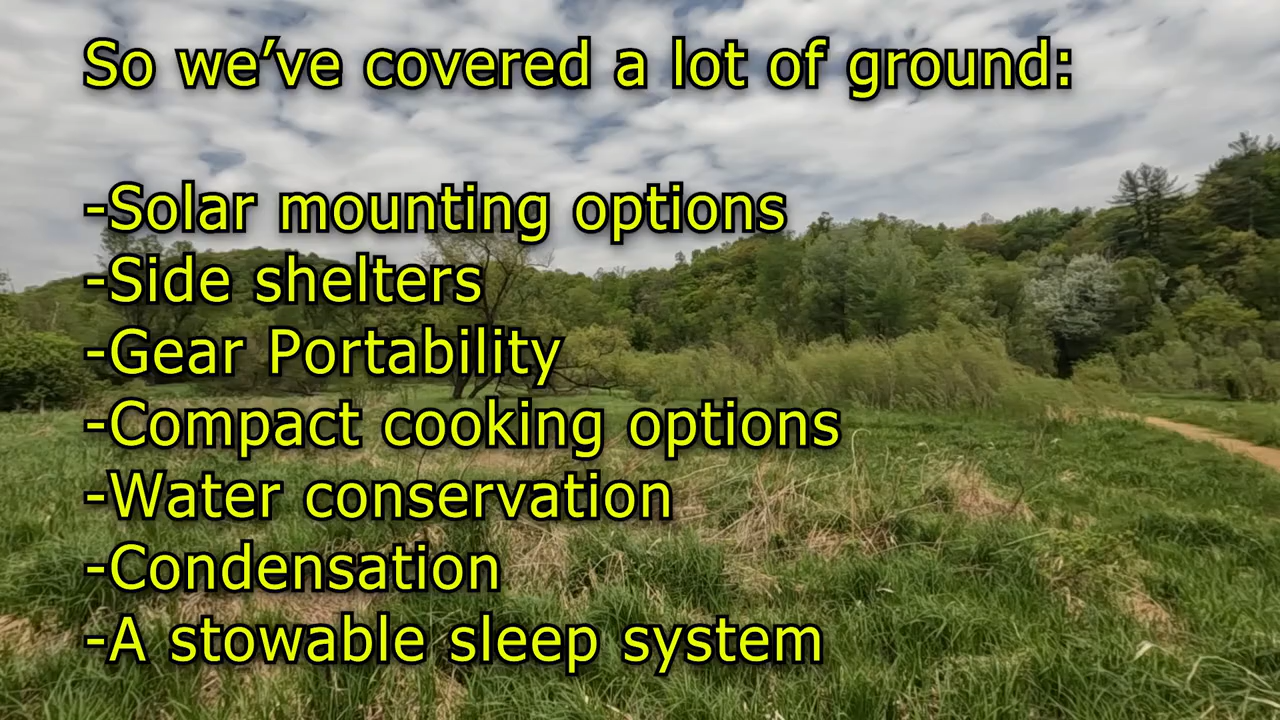 So we’ve covered a lot of ground:
-Solar mounting options
-Side shelters
-Gear Portability
-Compact cooking options
-Water conservation
-Condensation
-A stowable sleep system